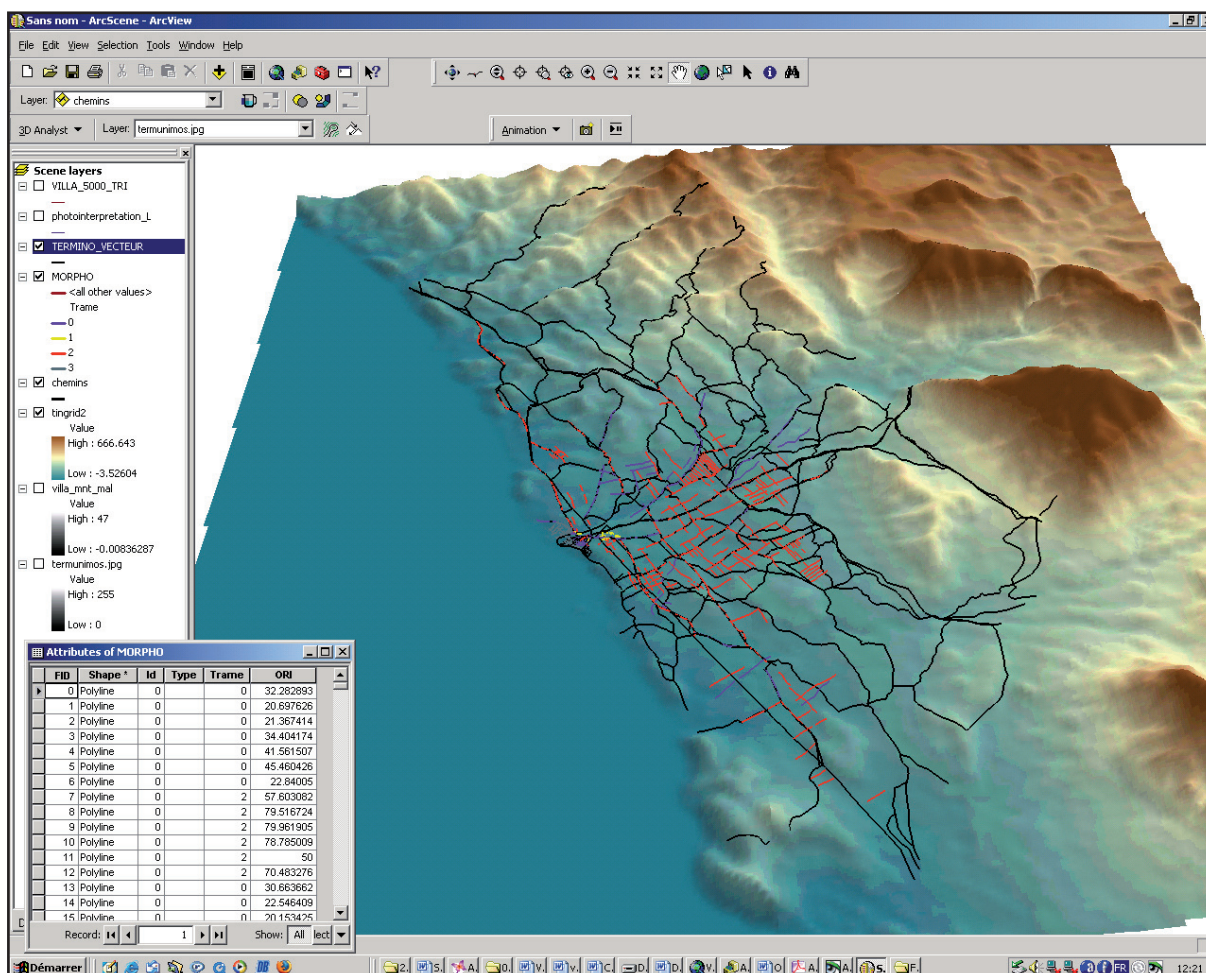 Sans nom - ArcScene - ArcView
File Edit View Selection Tools Window Help
Layer: chemins
3D Analyst Layer: termunimos.jpg Animation
Scene layers
VILLA_5000_TRI
photointerpretation_L
TERMINO_VECTEUR
MORPHO
<all other values>
Trame
0
1
2
3
chemins
tingrid2
Value
High : 666.643
Low : -3.52604
villa_mnt_mal
Value
High : 47
Low : -0.00836287
termunimos.jpg
Value
High : 255
Low : 0
Attributes of MORPHO
FID Shape * Id Type Trame ORI
0 Polyline 0 0 32.282893
1 Polyline 0 0 20.697626
2 Polyline 0 0 21.367414
3 Polyline 0 0 34.404174
4 Polyline 0 0 41.561507
5 Polyline 0 0 45.460426
6 Polyline 0 0 22.84005
7 Polyline 0 2 57.603082
8 Polyline 0 2 79.516724
9 Polyline 0 2 79.961905
10 Polyline 0 2 78.785009
11 Polyline 0 2 50
12 Polyline 0 2 70.483276
13 Polyline 0 0 30.663662
14 Polyline 0 0 22.546409
15 Polyline 0 0 20.153425
Record: 1 Show: All lect
Démarrer 2. S. A. 0. V. v. C. D. D. V. A. O A. A. S. F. FR 12:21